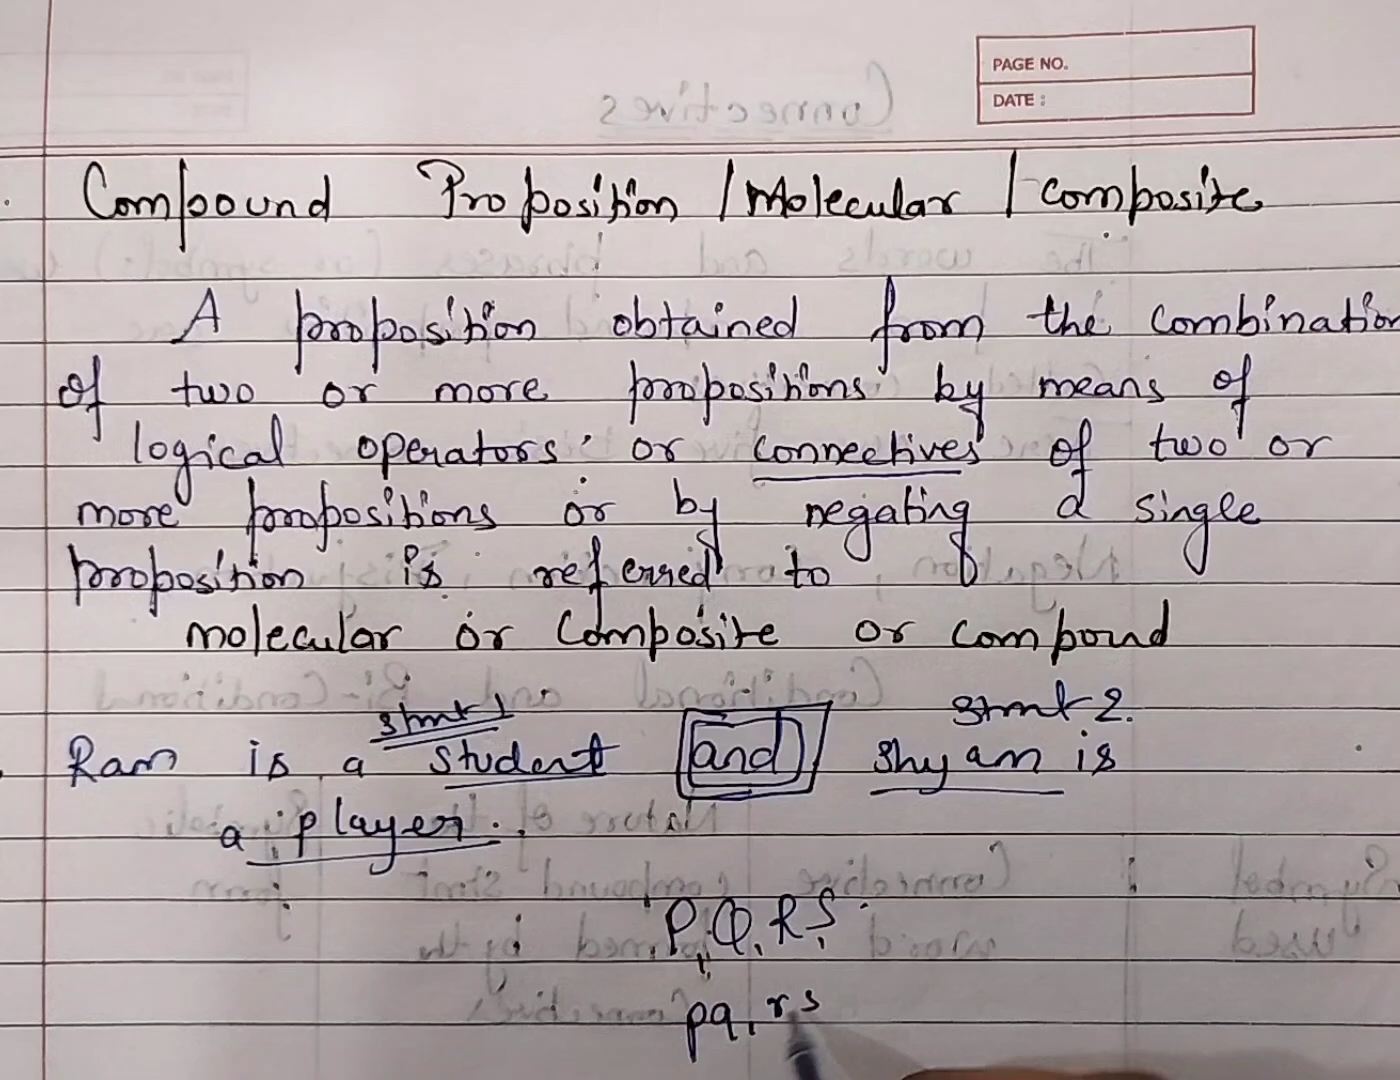 PAGE NO.
DATE :
Compound Proposition / Molecular / composite
A proposition obtained from the combination
of two or more propositions by means of
logical operators or connectives of two or
more propositions or by negating a single
proposition is referred to
molecular or Composite or compound
stmt 1 stmt 2.
Ram is a student and Shyam is
a player.
P, Q, R, S
p q, r s